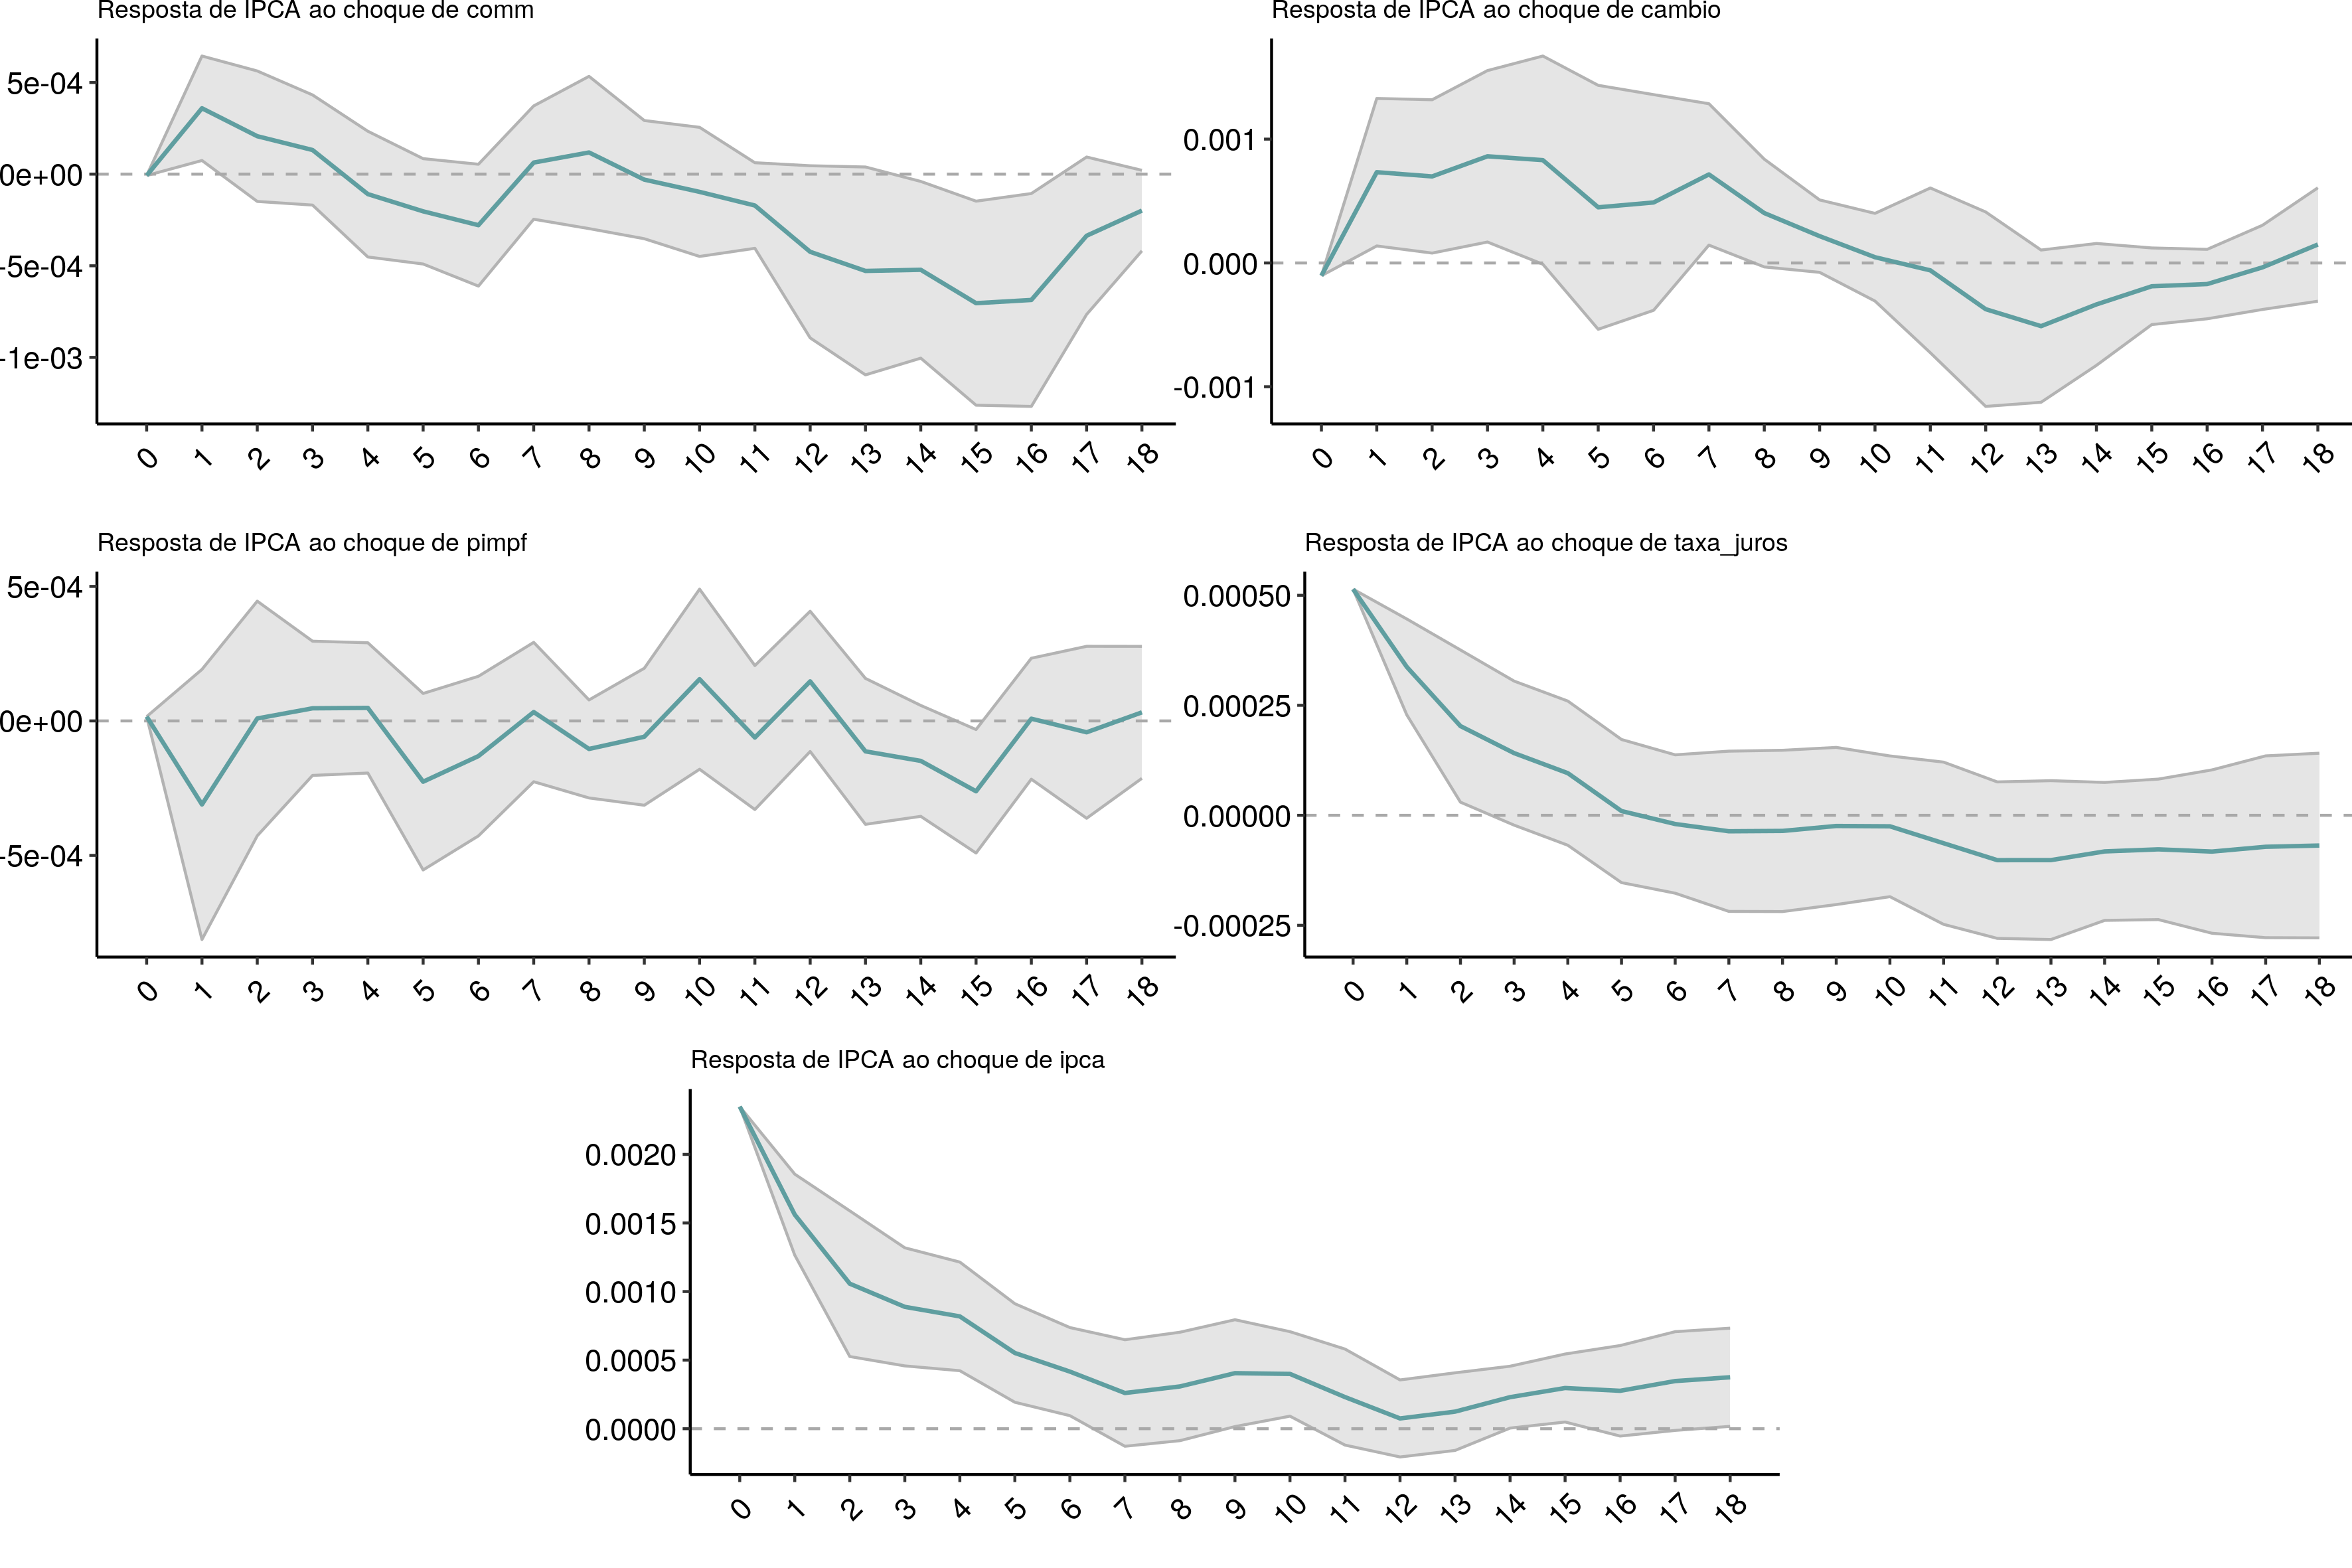 Resposta de IPCA ao choque de comm
5e-04
0e+00
-5e-04
-1e-03
0 1 2 3 4 5 6 7 8 9 10 11 12 13 14 15 16 17 18
Resposta de IPCA ao choque de cambio
0.001
0.000
-0.001
0 1 2 3 4 5 6 7 8 9 10 11 12 13 14 15 16 17 18
Resposta de IPCA ao choque de pimpf
5e-04
0e+00
-5e-04
0 1 2 3 4 5 6 7 8 9 10 11 12 13 14 15 16 17 18
Resposta de IPCA ao choque de taxa_juros
0.00050
0.00025
0.00000
-0.00025
0 1 2 3 4 5 6 7 8 9 10 11 12 13 14 15 16 17 18
Resposta de IPCA ao choque de ipca
0.0020
0.0015
0.0010
0.0005
0.0000
0 1 2 3 4 5 6 7 8 9 10 11 12 13 14 15 16 17 18